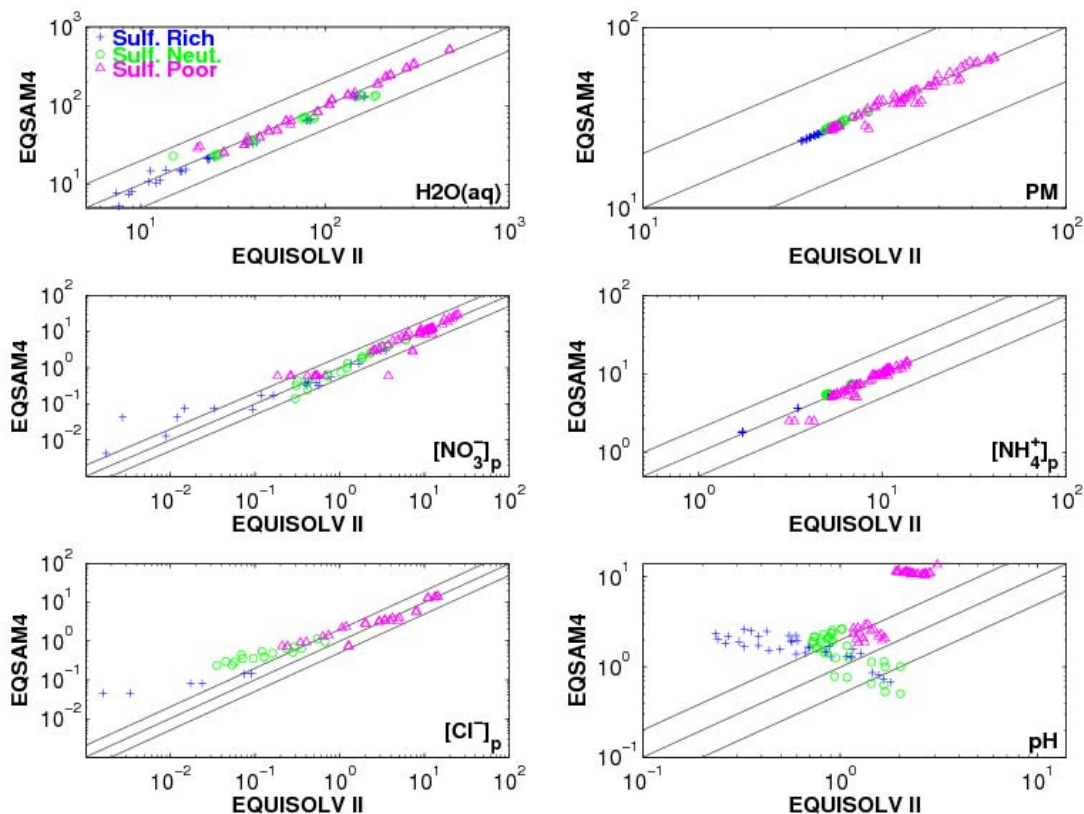 10^3
10^2
10^1
EQSAM4
Sulf. Rich
Sulf. Neut.
Sulf. Poor
H2O(aq)
10^1 10^2 10^3
EQUISOLV II
10^2
10^1
EQSAM4
PM
10^1 10^2
EQUISOLV II
10^2
10^1
10^0
10^-1
10^-2
EQSAM4
[NO3^-]p
10^-2 10^-1 10^0 10^1 10^2
EQUISOLV II
10^2
10^1
10^0
EQSAM4
[NH4^+]p
10^0 10^1 10^2
EQUISOLV II
10^2
10^1
10^0
10^-1
10^-2
EQSAM4
[Cl^-]p
10^-2 10^-1 10^0 10^1 10^2
EQUISOLV II
10^1
10^0
10^-1
EQSAM4
pH
10^-1 10^0 10^1
EQUISOLV II